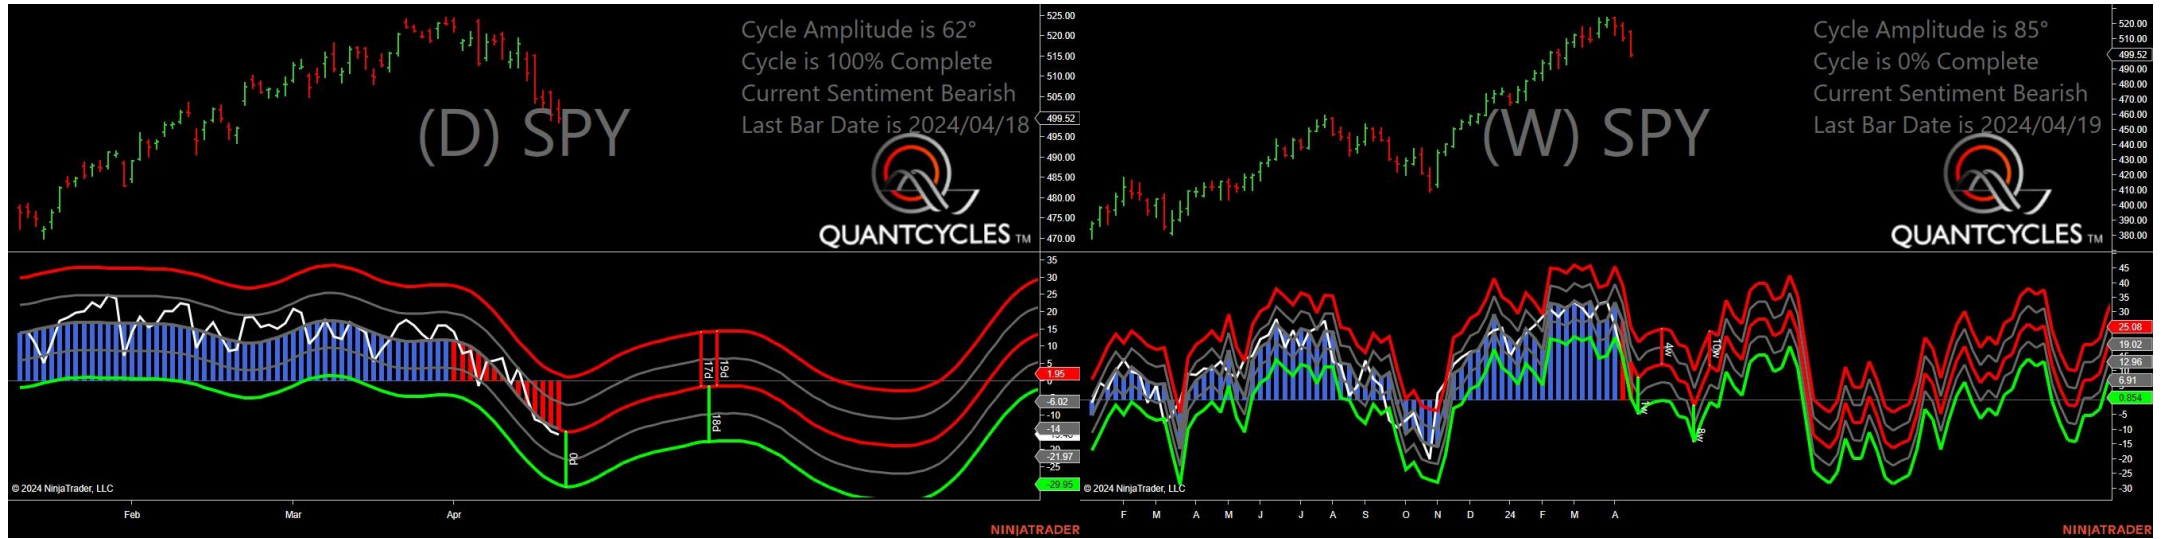 Cycle Amplitude is 62°
Cycle is 100% Complete
Current Sentiment Bearish
Last Bar Date is 2024/04/18
(D) SPY
QUANTCYCLES TM
525.00
520.00
515.00
510.00
505.00
499.52
495.00
490.00
485.00
480.00
475.00
470.00
35
30
25
20
15
10
5
1.95
-6.02
-10
-14
-21.97
-25
-29.95
17d
19d
18d
0d
© 2024 NinjaTrader, LLC
Feb Mar Apr
NINJATRADER
Cycle Amplitude is 85°
Cycle is 0% Complete
Current Sentiment Bearish
Last Bar Date is 2024/04/19
(W) SPY
QUANTCYCLES TM
520.00
510.00
499.52
480.00
470.00
460.00
450.00
440.00
430.00
420.00
410.00
400.00
390.00
380.00
45
40
35
30
25.08
19.02
12.96
10
6.91
0.854
-5
-10
-15
-20
-25
-30
4w
10w
1w
8w
© 2024 NinjaTrader, LLC
F M A M J J A S O N D 24 F M A
NINJATRADER